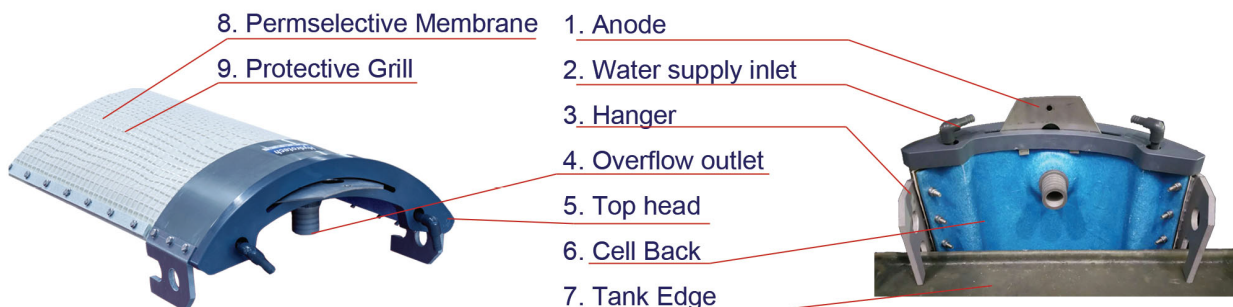 8. Permselective Membrane
9. Protective Grill
1. Anode
2. Water supply inlet
3. Hanger
4. Overflow outlet
5. Top head
6. Cell Back
7. Tank Edge